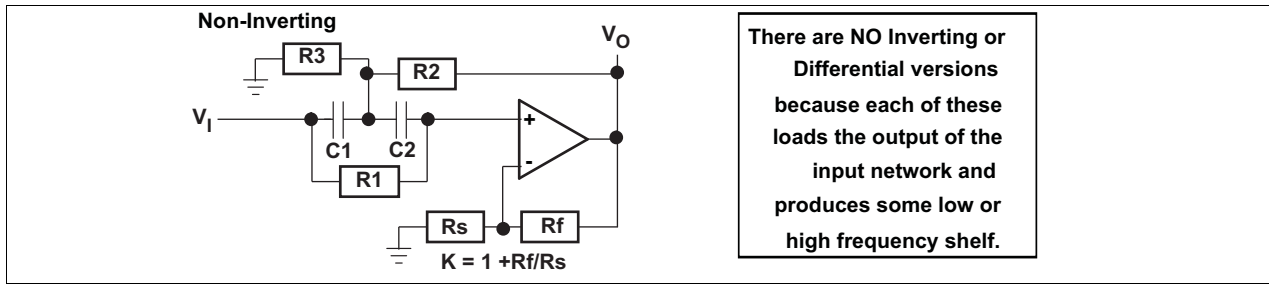 Non-Inverting
V_O
R3
R2
V_I
C1
C2
R1
+
-
Rs
Rf
K = 1 +Rf/Rs
There are NO Inverting or
Differential versions
because each of these
loads the output of the
input network and
produces some low or
high frequency shelf.